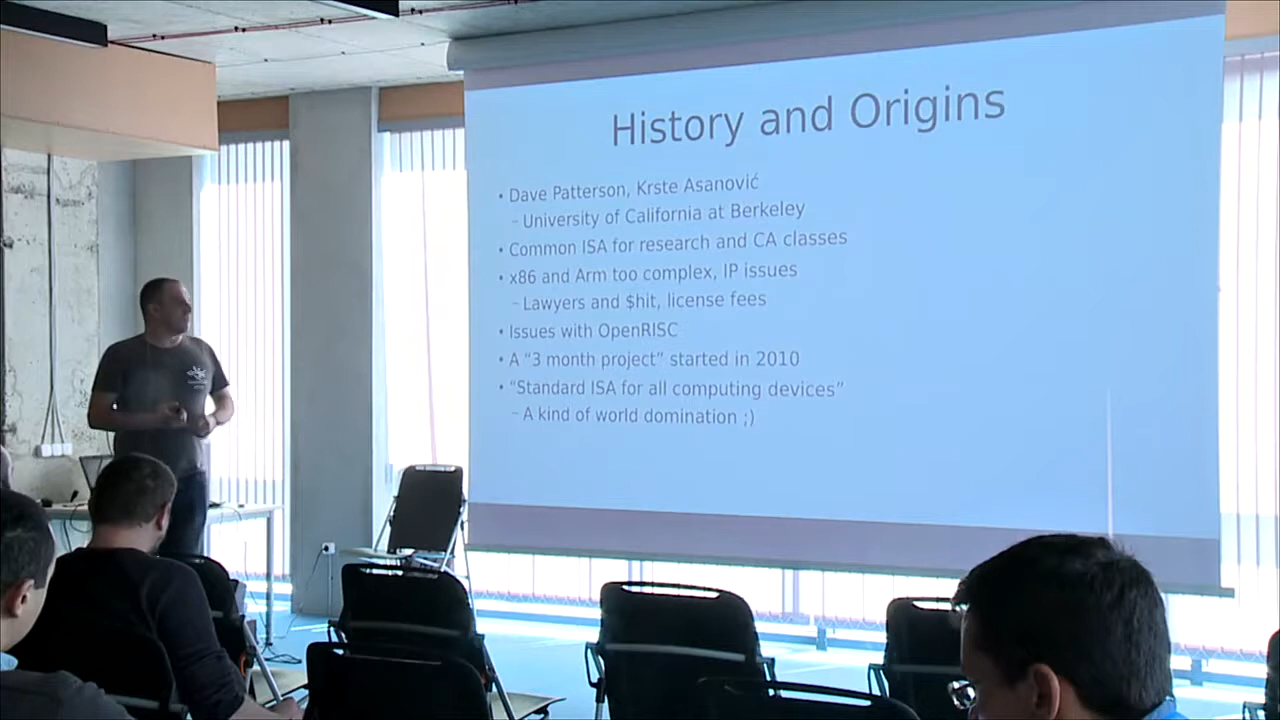 History and Origins
• Dave Patterson, Krste Asanović
– University of California at Berkeley
• Common ISA for research and CA classes
• x86 and Arm too complex, IP issues
– Lawyers and $hit, license fees
• Issues with OpenRISC
• A “3 month project” started in 2010
• “Standard ISA for all computing devices”
– A kind of world domination ;)